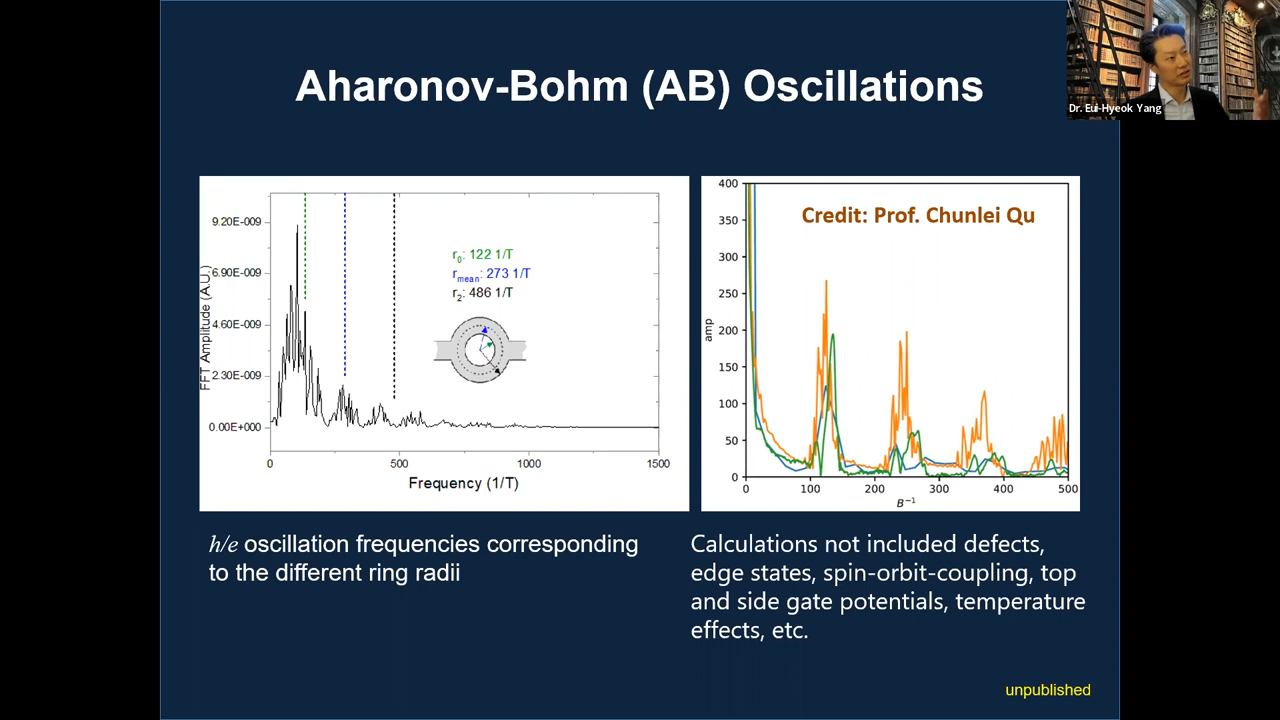 Aharonov-Bohm (AB) Oscillations
Dr. Eui-Hyeok Yang
FFT Amplitude (A.U.)
9.20E-009
6.90E-009
4.60E-009
2.30E-009
0.00E+000
0 500 1000 1500
Frequency (1/T)
r0: 122 1/T
rmean: 273 1/T
r2: 486 1/T
Credit: Prof. Chunlei Qu
amp
400
350
300
250
200
150
100
50
0
0 100 200 300 400 500
B⁻¹
h/e oscillation frequencies corresponding
to the different ring radii
Calculations not included defects,
edge states, spin-orbit-coupling, top
and side gate potentials, temperature
effects, etc.
unpublished